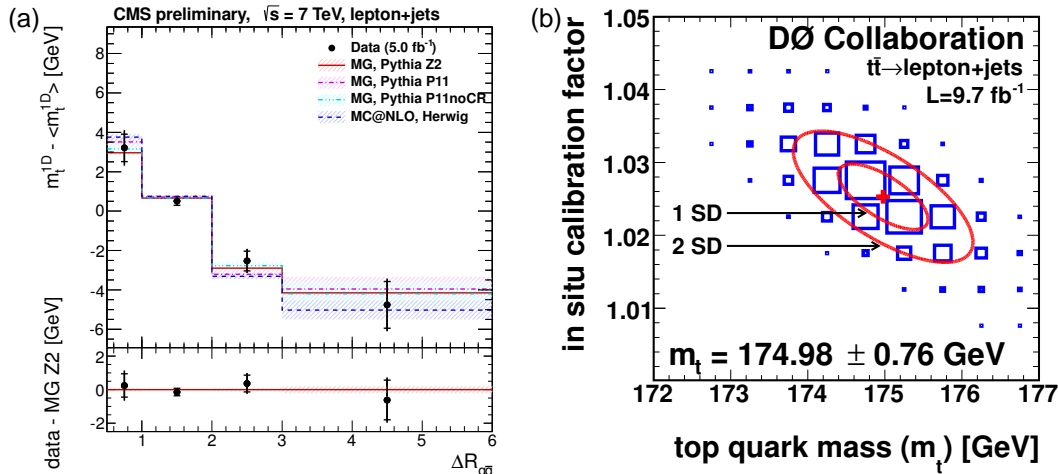 (a)
CMS preliminary, √s = 7 TeV, lepton+jets
m_t^1D - <m_t^1D> [GeV]
8
6
4
2
0
-2
-4
-6
Data (5.0 fb⁻¹)
MG, Pythia Z2
MG, Pythia P11
MG, Pythia P11noCR
MC@NLO, Herwig
data - MG Z2 [GeV]
2
0
-2
1 2 3 4 5 6
(b)
in situ calibration factor
1.05
1.04
1.03
1.02
1.01
DØ Collaboration
tt̄→lepton+jets
L=9.7 fb⁻¹
1 SD
2 SD
m_t = 174.98 ± 0.76 GeV
172 173 174 175 176 177
top quark mass (m_t) [GeV]